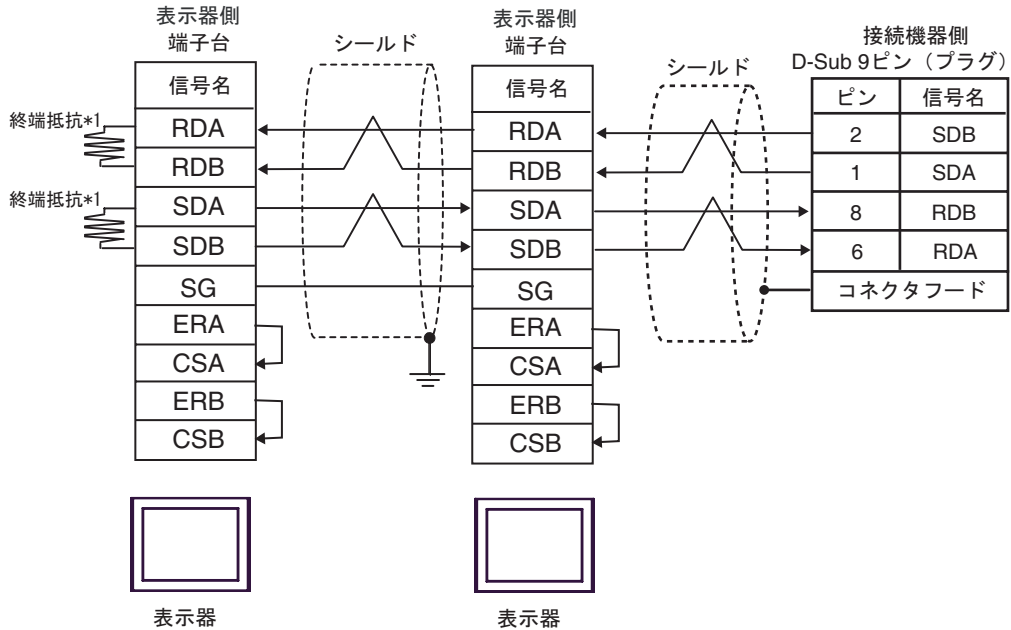 表示器側
端子台
シールド
信号名
終端抵抗*1
RDA
RDB
終端抵抗*1
SDA
SDB
SG
ERA
CSA
ERB
CSB
表示器
表示器側
端子台
シールド
信号名
RDA
RDB
SDA
SDB
SG
ERA
CSA
ERB
CSB
表示器
接続機器側
D-Sub 9ピン（プラグ）
ピン 信号名
2 SDB
1 SDA
8 RDB
6 RDA
コネクタフード